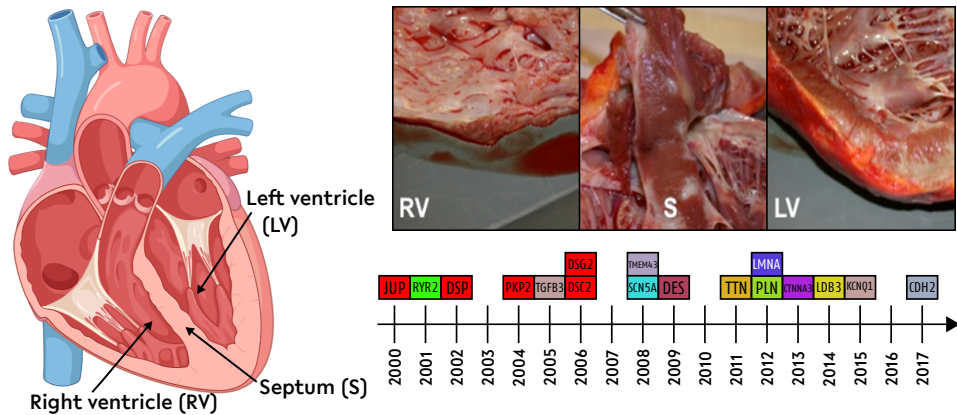 Left ventricle
(LV)
Septum (S)
Right ventricle (RV)
RV
S
LV
DSG2
TMEM43
LMNA
JUP RYR2 DSP PKP2 TGFB3 DSC2 SCN5A DES TTN PLN CTNNA3 LDB3 KCNQ1 CDH2
2000 2001 2002 2003 2004 2005 2006 2007 2008 2009 2010 2011 2012 2013 2014 2015 2016 2017